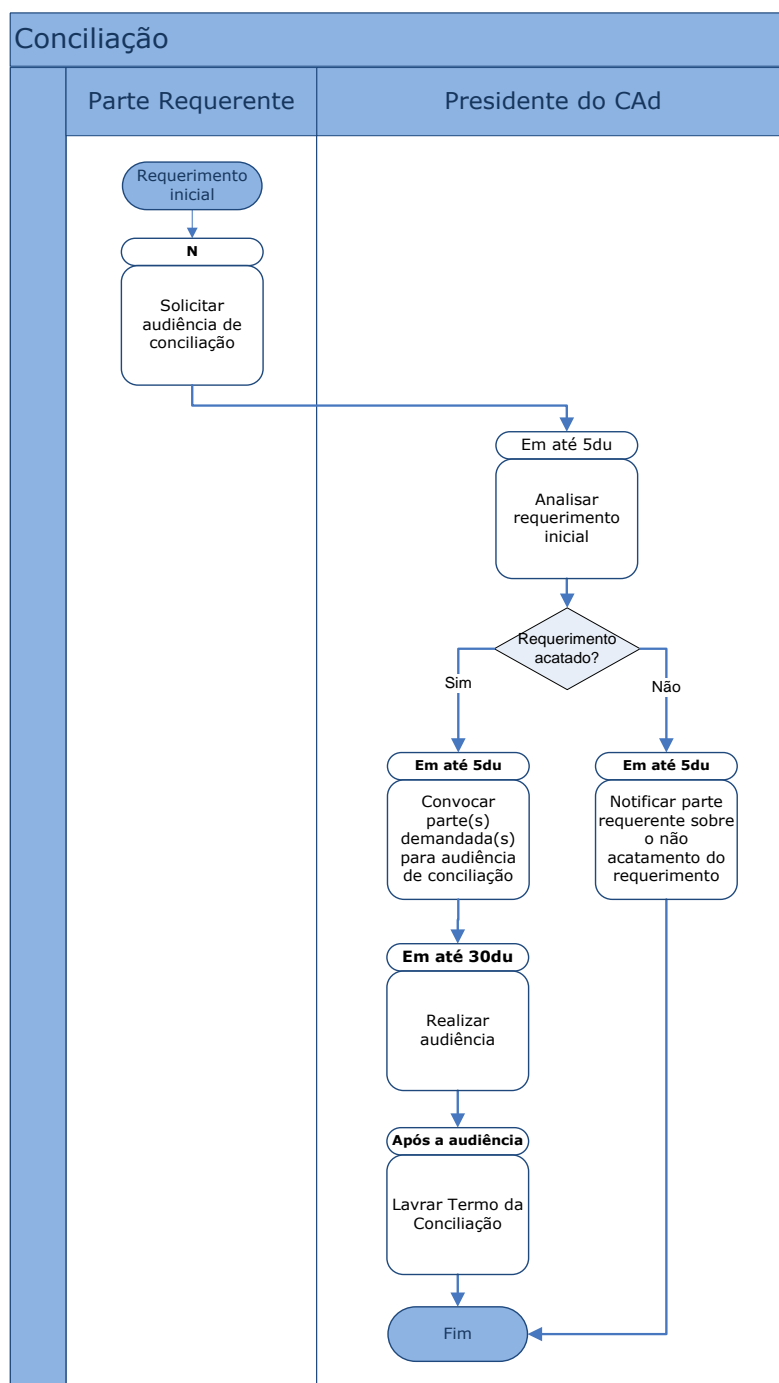 Conciliação
Parte Requerente
Presidente do CAd
Requerimento
inicial
N
Solicitar
audiência de
conciliação
Em até 5du
Analisar
requerimento
inicial
Requerimento
acatado?
Sim
Não
Em até 5du
Convocar
parte(s)
demandada(s)
para audiência
de conciliação
Em até 5du
Notificar parte
requerente sobre
o não
acatamento do
requerimento
Em até 30du
Realizar
audiência
Após a audiência
Lavrar Termo da
Conciliação
Fim